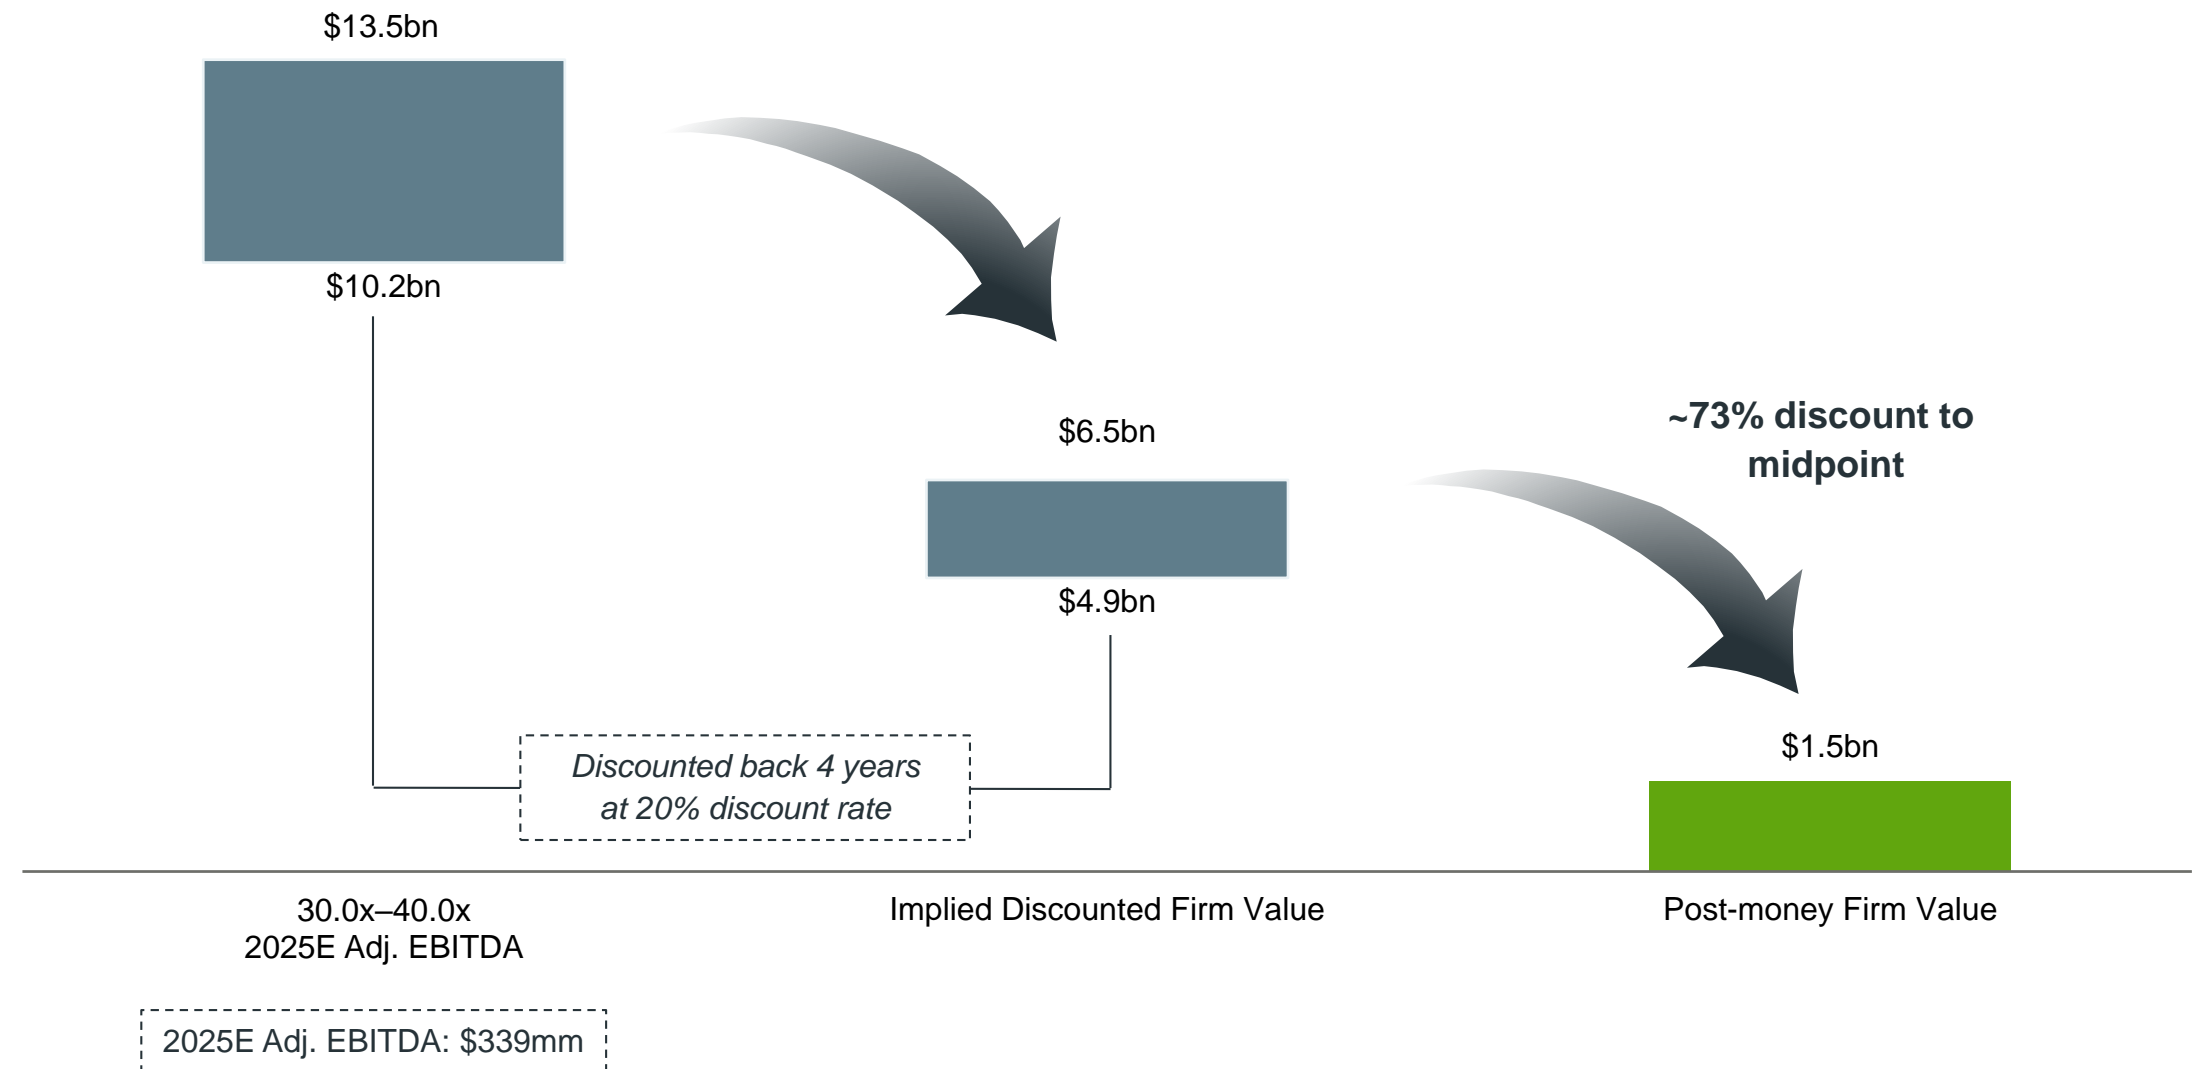 $13.5bn
$10.2bn
$6.5bn
~73% discount to
midpoint
$4.9bn
Discounted back 4 years
at 20% discount rate
$1.5bn
30.0x–40.0x
2025E Adj. EBITDA
Implied Discounted Firm Value
Post-money Firm Value
2025E Adj. EBITDA: $339mm